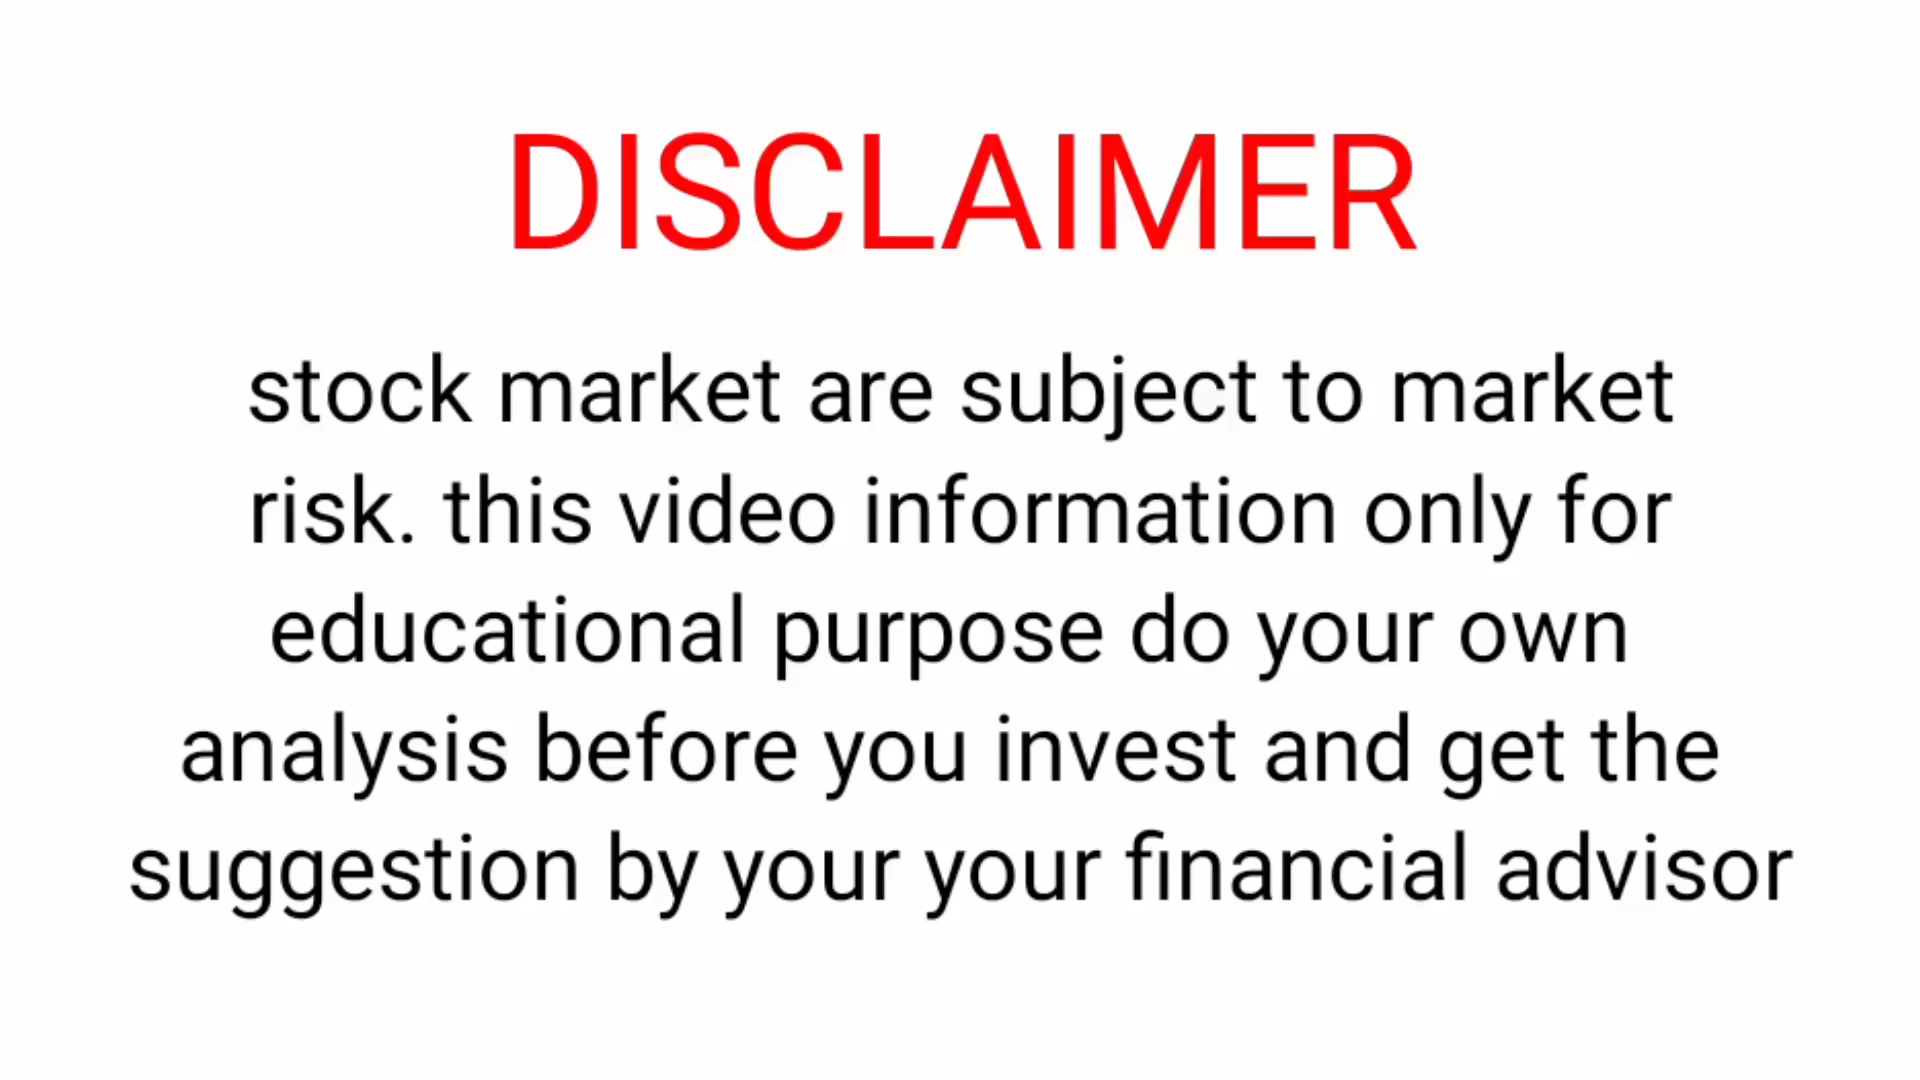 DISCLAIMER
stock market are subject to market
risk. this video information only for
educational purpose do your own
analysis before you invest and get the
suggestion by your your financial advisor